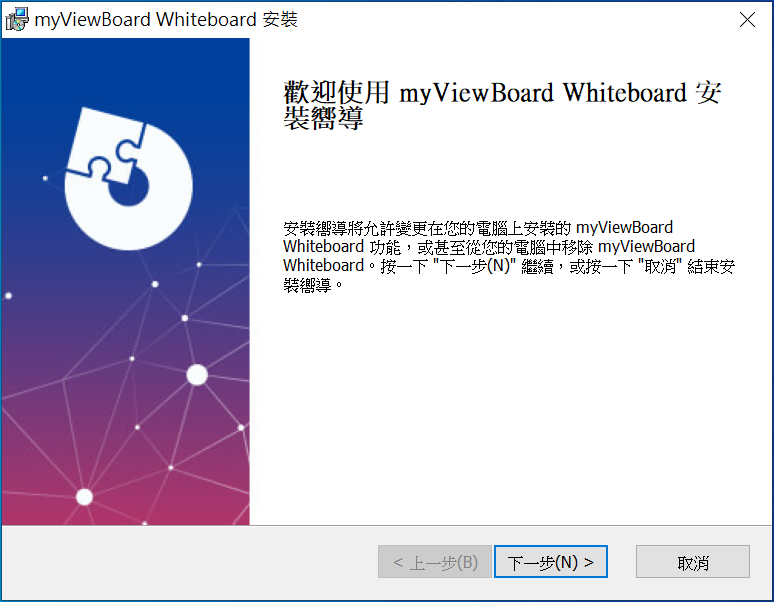 myViewBoard Whiteboard 安裝
歡迎使用 myViewBoard Whiteboard 安
裝嚮導
安裝嚮導將允許變更在您的電腦上安裝的 myViewBoard
Whiteboard 功能，或甚至從您的電腦中移除 myViewBoard
Whiteboard。按一下 "下一步(N)" 繼續，或按一下 "取消" 結束安
裝嚮導。
< 上一步(B)
下一步(N) >
取消